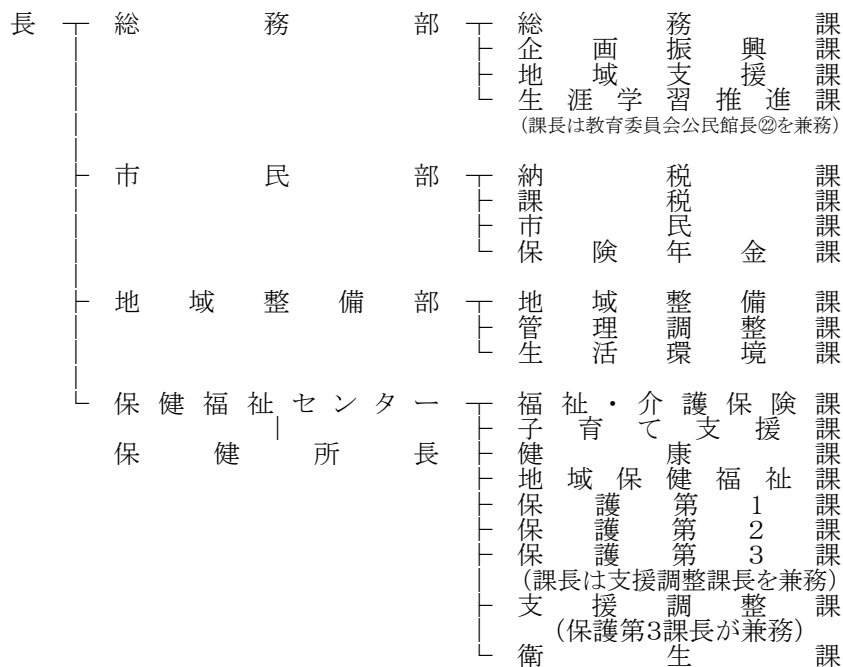 長 総務部 総務課
企画振興課
地域支援課
生涯学習推進課
(課長は教育委員会公民館長㉒を兼務)
市民部 納税課
課税課
市民課
保険年金課
地域整備部 地域整備課
管理調整課
生活環境課
保健福祉センター 福祉・介護保険課
子育て支援課
保健所長 健康課
地域保健福祉課
保護第1課
保護第2課
保護第3課
(課長は支援調整課長を兼務)
支援調整課
(保護第3課長が兼務)
衛生課